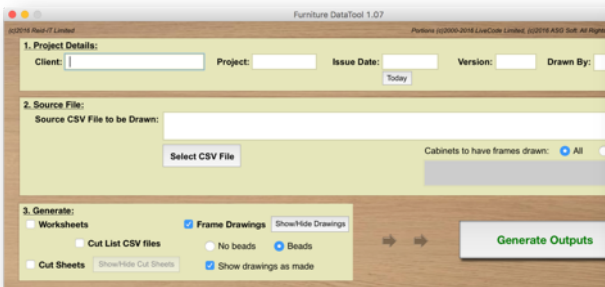 Furniture DataTool 1.07
(c)2016 Raid-IT Limited
Portions (c)2000-2016 LiveCode Limited, (c)2016 ASG Soft. All Rights
1. Project Details:
Client: Project: Issue Date: Version: Drawn By:
Today
2. Source File:
Source CSV File to be Drawn:
Select CSV File
Cabinets to have frames drawn: All
3. Generate:
Worksheets
Frame Drawings Show/Hide Drawings
Cut List CSV files
No beads Beads
Generate Outputs
Cut Sheets Show/Hide Cut Sheets
Show drawings as made